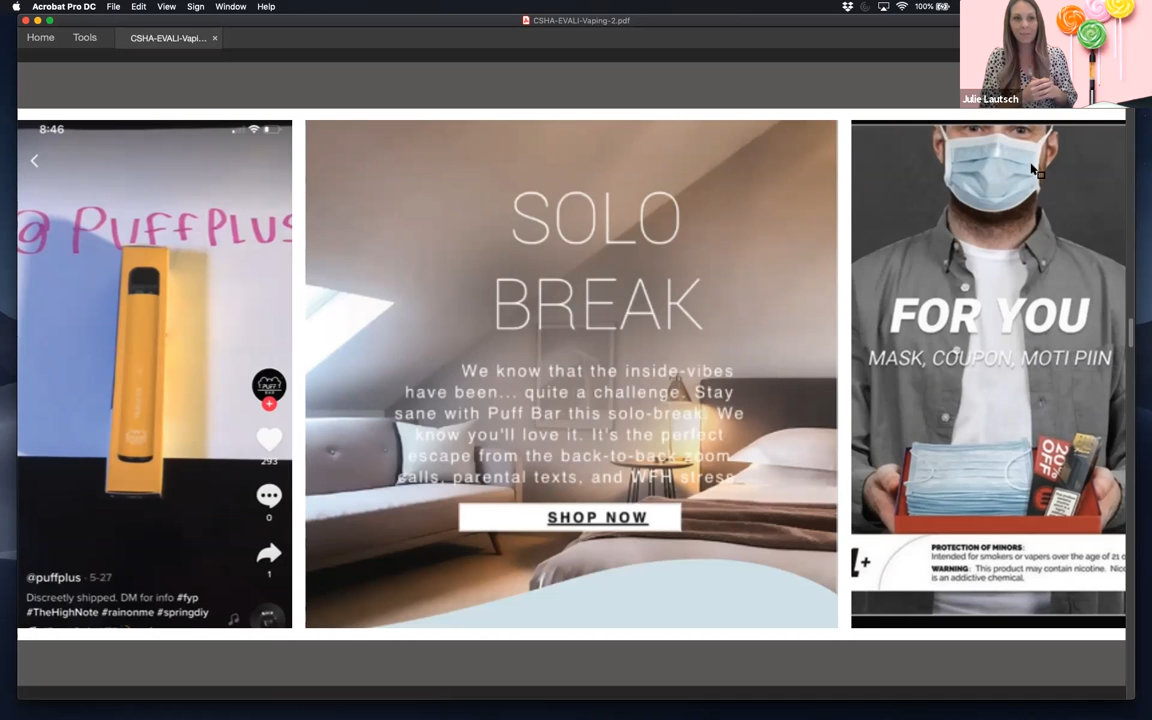 Acrobat Pro DC File Edit View Sign Window Help
100%
CSHA-EVALI-Vaping-2.pdf
Home Tools CSHA-EVALI-Vapi... ×
Julie Lautsch
8:46
@ PUFFPLUS
293
0
1
@puffplus · 5-27
Discreetly shipped. DM for info #fyp
#TheHighNote #rainonme #springdiy
SOLO
BREAK
We know that the inside-vibes
have been... quite a challenge. Stay
sane with Puff Bar this solo-break. We
know you'll love it. It's the perfect
escape from the back-to-back zoom
calls, parental texts, and WFH stress.
SHOP NOW
FOR YOU
MASK, COUPON, MOTI PIIN
20%
OFF
PROTECTION OF MINORS:
Intended for smokers or vapers over the age of 21
WARNING: This product may contain nicotine.
is an addictive chemical.